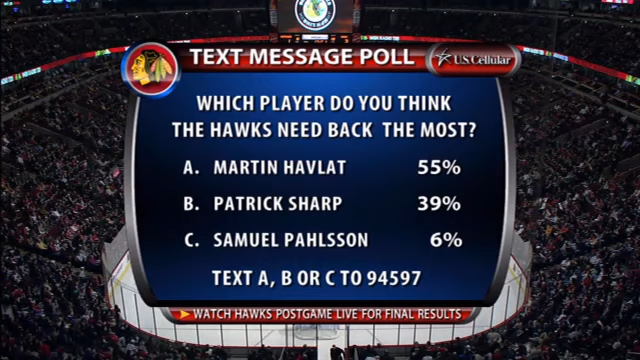 TEXT MESSAGE POLL
U.S. Cellular
WHICH PLAYER DO YOU THINK
THE HAWKS NEED BACK THE MOST?
A. MARTIN HAVLAT 55%
B. PATRICK SHARP 39%
C. SAMUEL PAHLSSON 6%
TEXT A, B OR C TO 94597
WATCH HAWKS POSTGAME LIVE FOR FINAL RESULTS